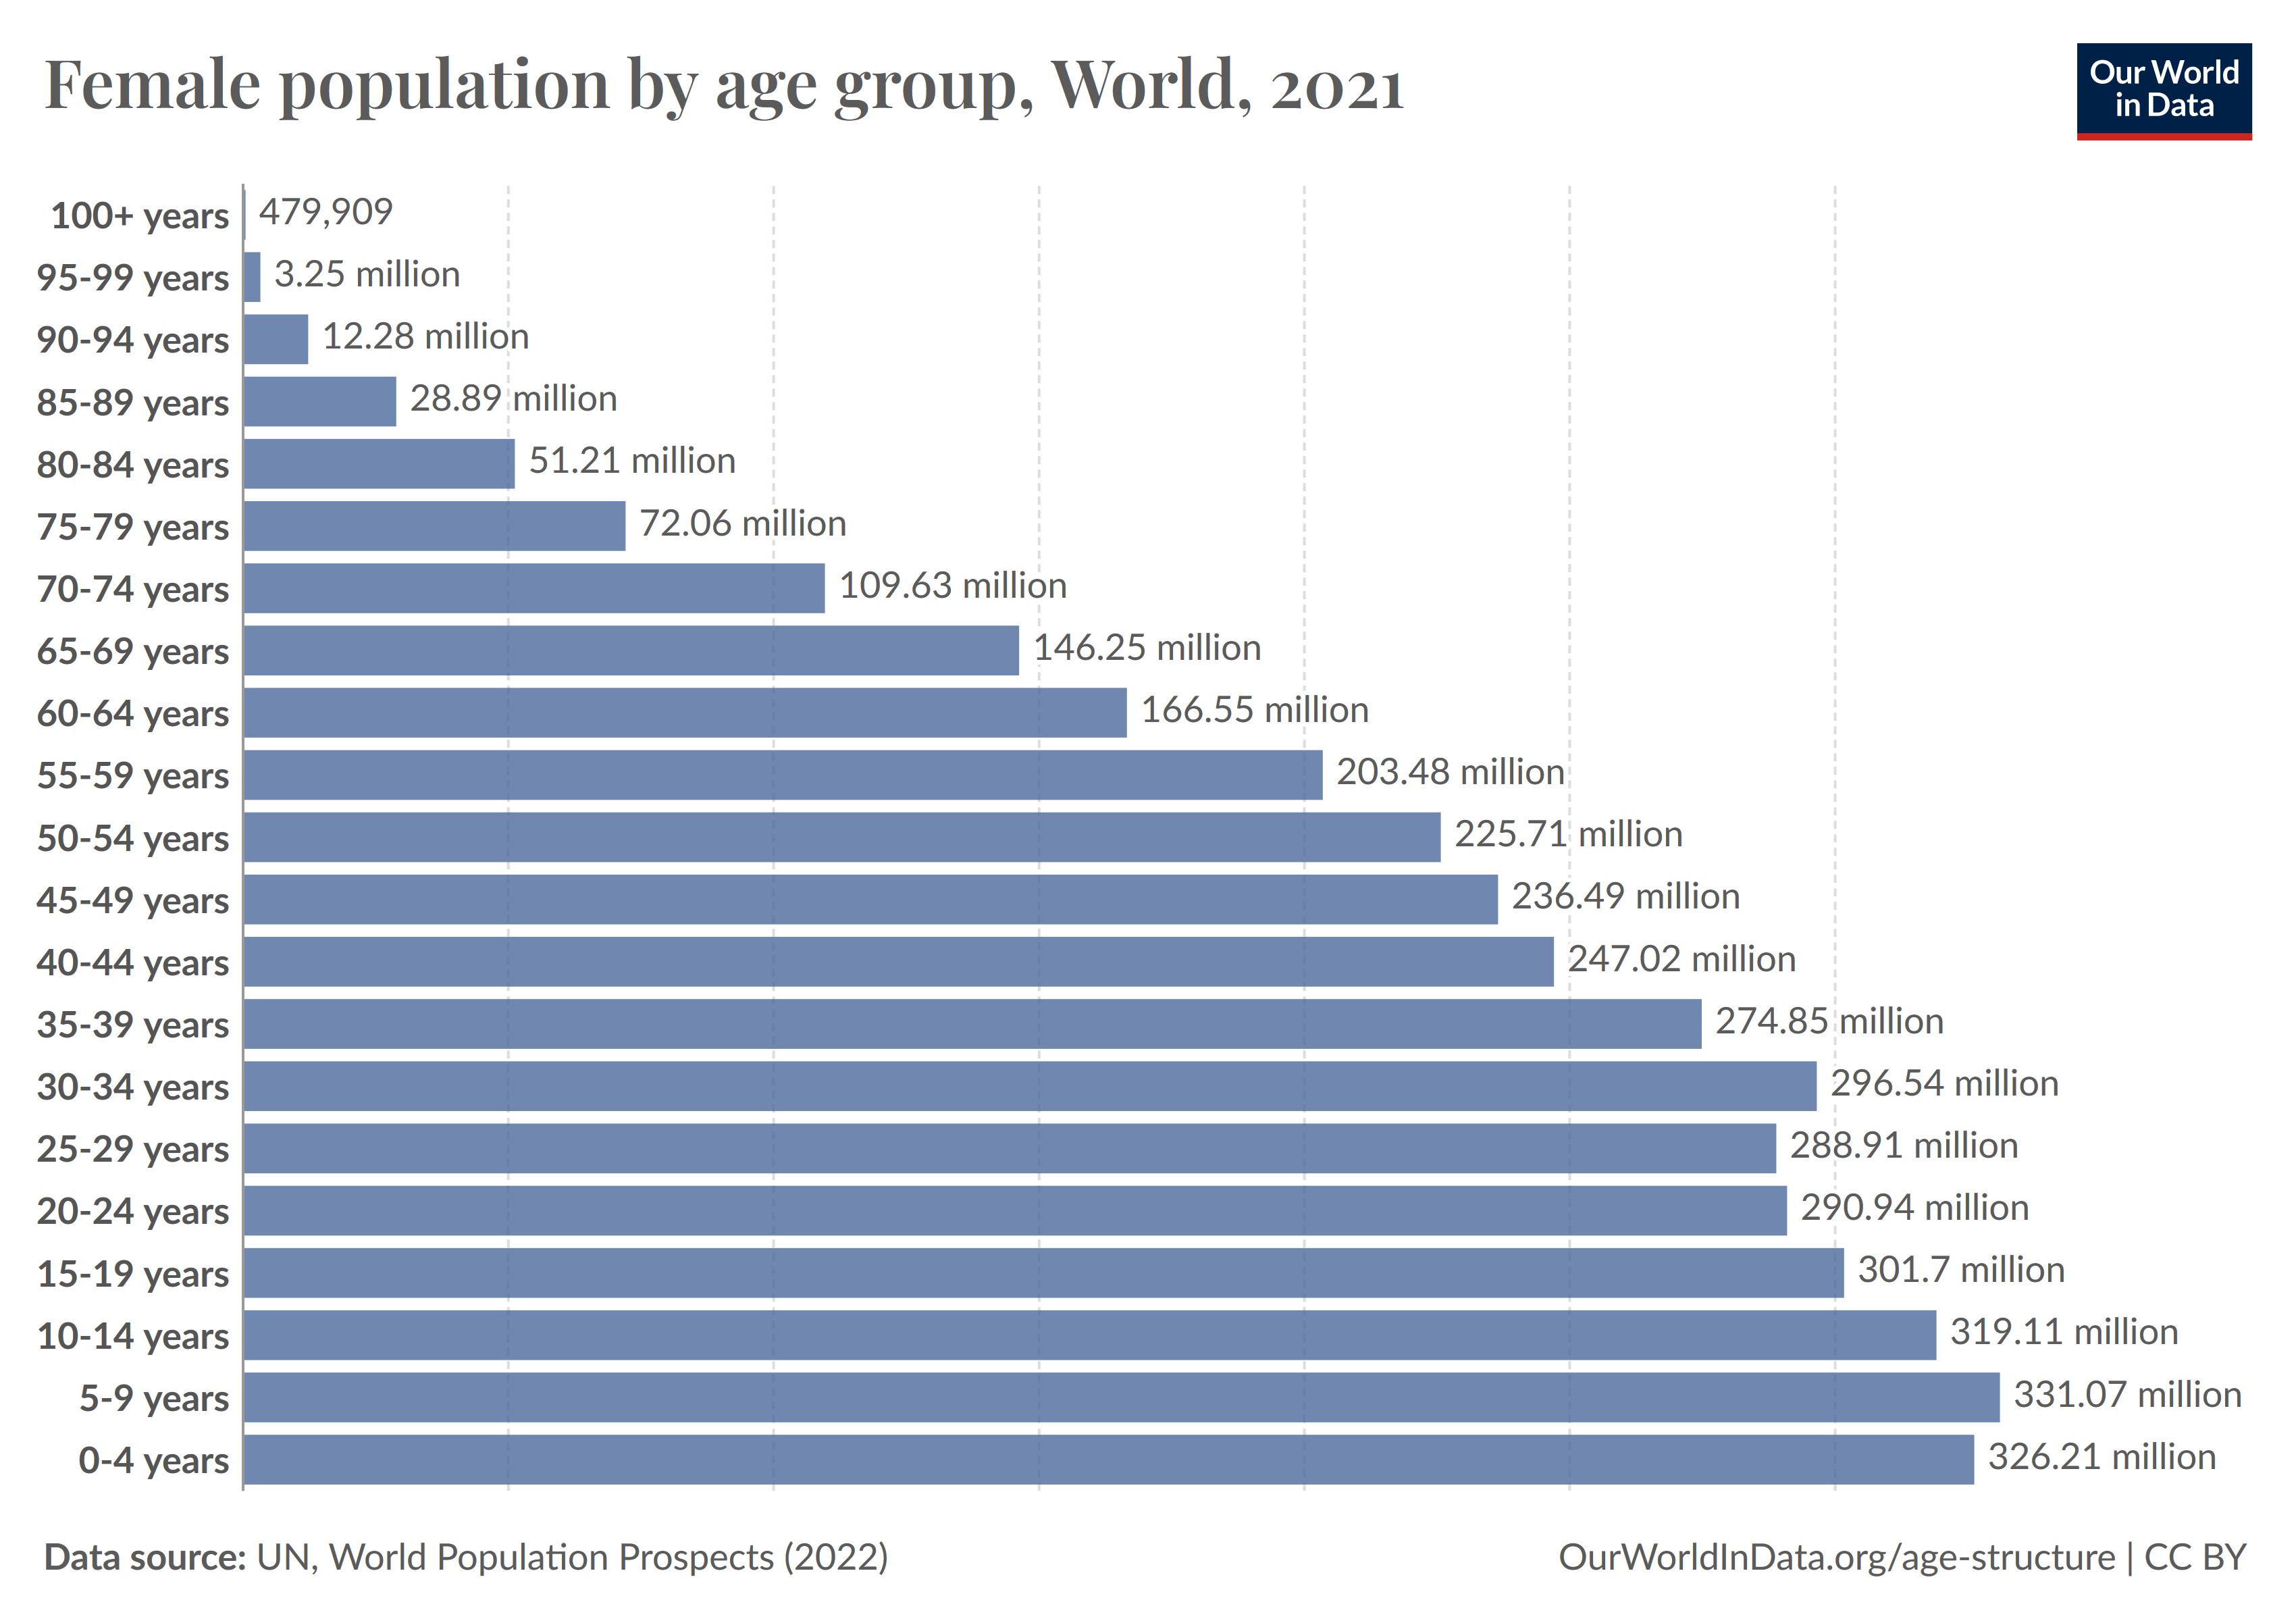 Female population by age group, World, 2021
Our World
in Data
100+ years 479,909
95-99 years 3.25 million
90-94 years 12.28 million
85-89 years 28.89 million
80-84 years 51.21 million
75-79 years 72.06 million
70-74 years 109.63 million
65-69 years 146.25 million
60-64 years 166.55 million
55-59 years 203.48 million
50-54 years 225.71 million
45-49 years 236.49 million
40-44 years 247.02 million
35-39 years 274.85 million
30-34 years 296.54 million
25-29 years 288.91 million
20-24 years 290.94 million
15-19 years 301.7 million
10-14 years 319.11 million
5-9 years 331.07 million
0-4 years 326.21 million
Data source: UN, World Population Prospects (2022)
OurWorldInData.org/age-structure | CC BY